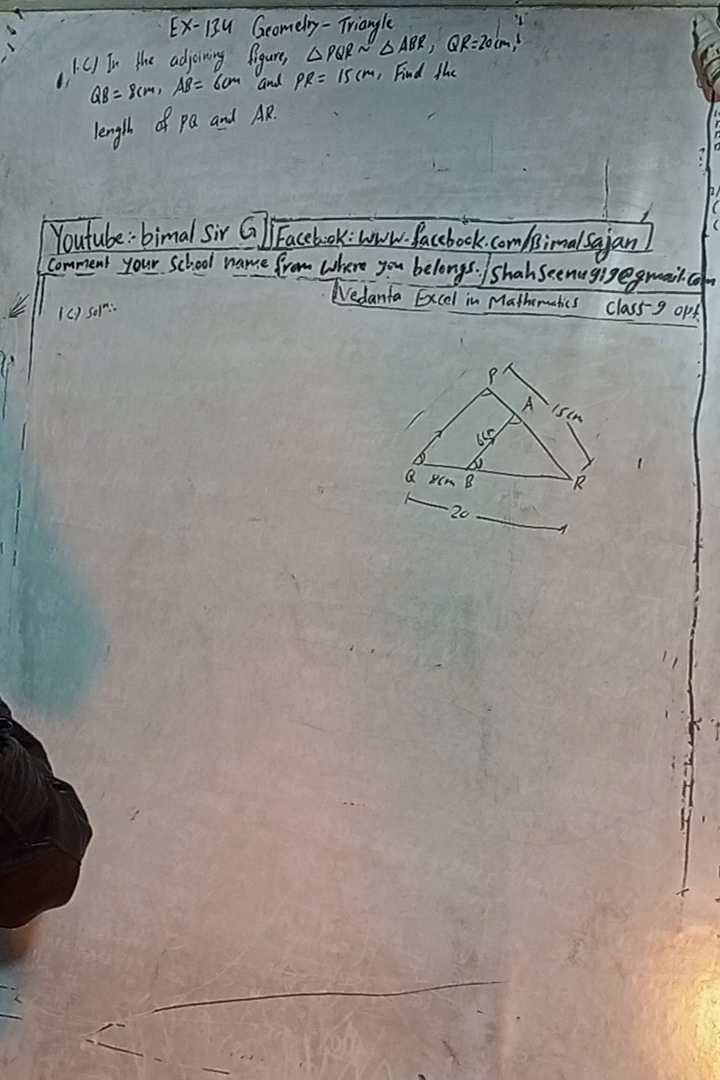 EX-13.4 Geometry- Triangle
1.C) In the adjoining figure, △PQR ~ △ABR, QR=20cm,
QB= 8cm, AB= 6cm and PR= 15cm, Find the
length of PQ and AR.
Youtube:- bimal Sir G Facebook: www.facebook.com/Bimalsajan
Comment your School name from where you belongs. / Shahseenu919@gmail.com
Vedanta Excel in Mathematics Class-9 opt
1 C) Solⁿ:-
P
A
15cm
6cm
Q 8cm B R
20